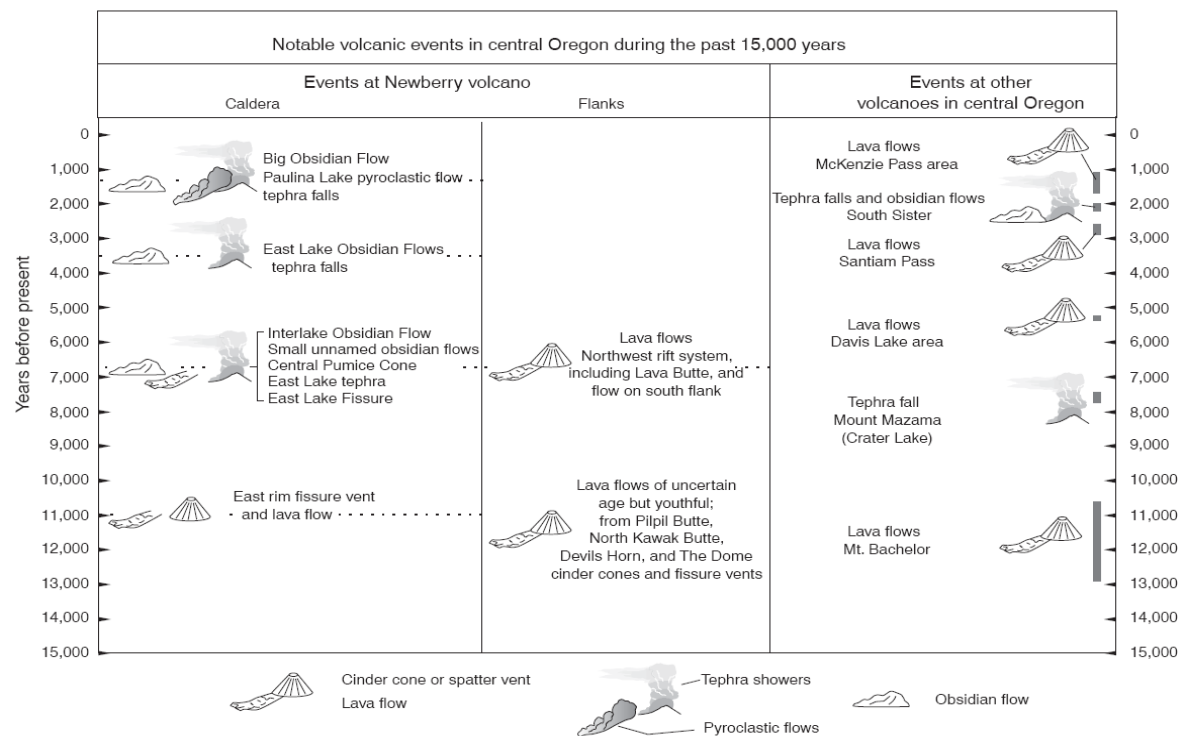 Notable volcanic events in central Oregon during the past 15,000 years
Events at Newberry volcano
Caldera
Flanks
Events at other
volcanoes in central Oregon
Years before present
0
1,000
2,000
3,000
4,000
5,000
6,000
7,000
8,000
9,000
10,000
11,000
12,000
13,000
14,000
15,000
Big Obsidian Flow
Paulina Lake pyroclastic flow
tephra falls
East Lake Obsidian Flows
tephra falls
Interlake Obsidian Flow
Small unnamed obsidian flows
Central Pumice Cone
East Lake tephra
East Lake Fissure
East rim fissure vent
and lava flow
Lava flows
Northwest rift system,
including Lava Butte, and
flow on south flank
Lava flows of uncertain
age but youthful;
from Pilpil Butte,
North Kawak Butte,
Devils Horn, and The Dome
cinder cones and fissure vents
Lava flows
McKenzie Pass area
Tephra falls and obsidian flows
South Sister
Lava flows
Santiam Pass
Lava flows
Davis Lake area
Tephra fall
Mount Mazama
(Crater Lake)
Lava flows
Mt. Bachelor
0
1,000
2,000
3,000
4,000
5,000
6,000
7,000
8,000
9,000
10,000
11,000
12,000
13,000
14,000
15,000
Cinder cone or spatter vent
Lava flow
Tephra showers
Pyroclastic flows
Obsidian flow